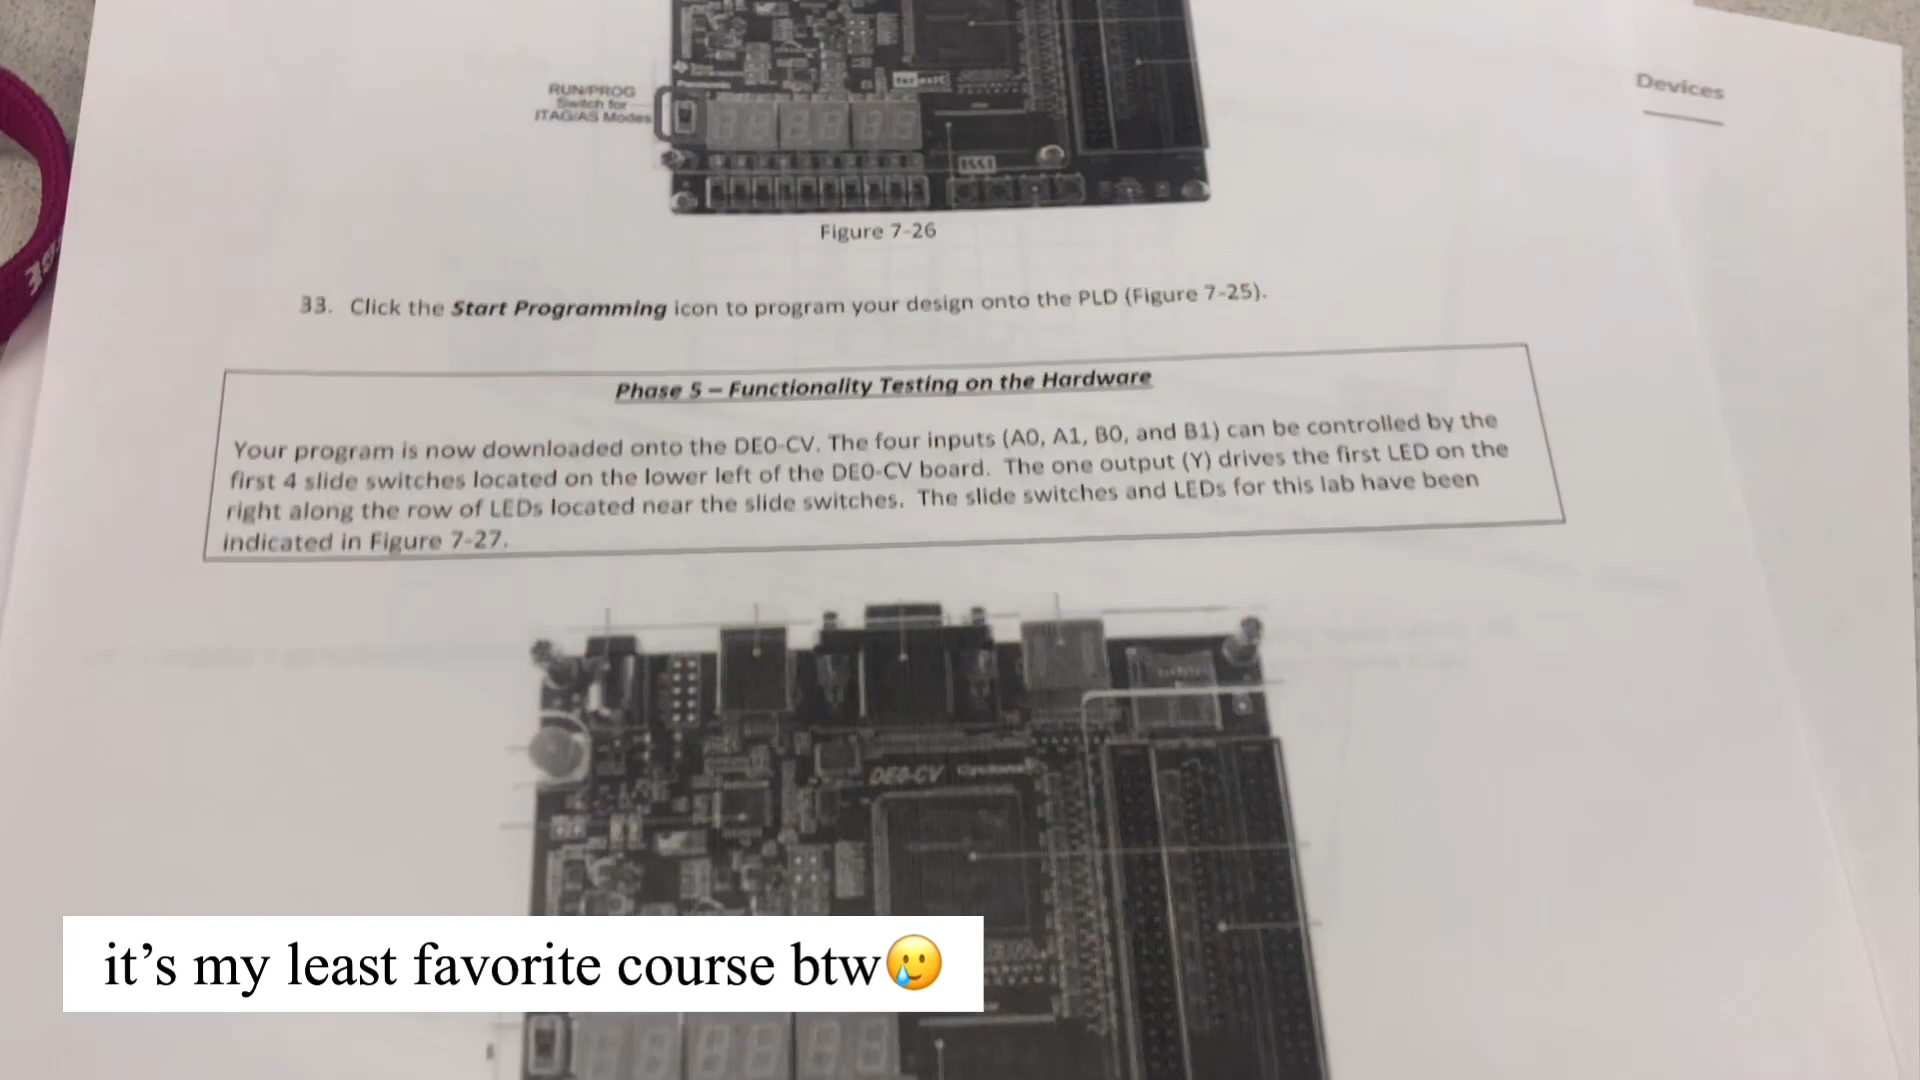 Devices
RUN/PROG
Switch for
JTAG/AS Modes
Figure 7-26
33. Click the Start Programming icon to program your design onto the PLD (Figure 7-25).
Phase 5 – Functionality Testing on the Hardware
Your program is now downloaded onto the DE0-CV. The four inputs (A0, A1, B0, and B1) can be controlled by the
first 4 slide switches located on the lower left of the DE0-CV board. The one output (Y) drives the first LED on the
right along the row of LEDs located near the slide switches. The slide switches and LEDs for this lab have been
indicated in Figure 7-27.
DE0-CV
it’s my least favorite course btw🥲